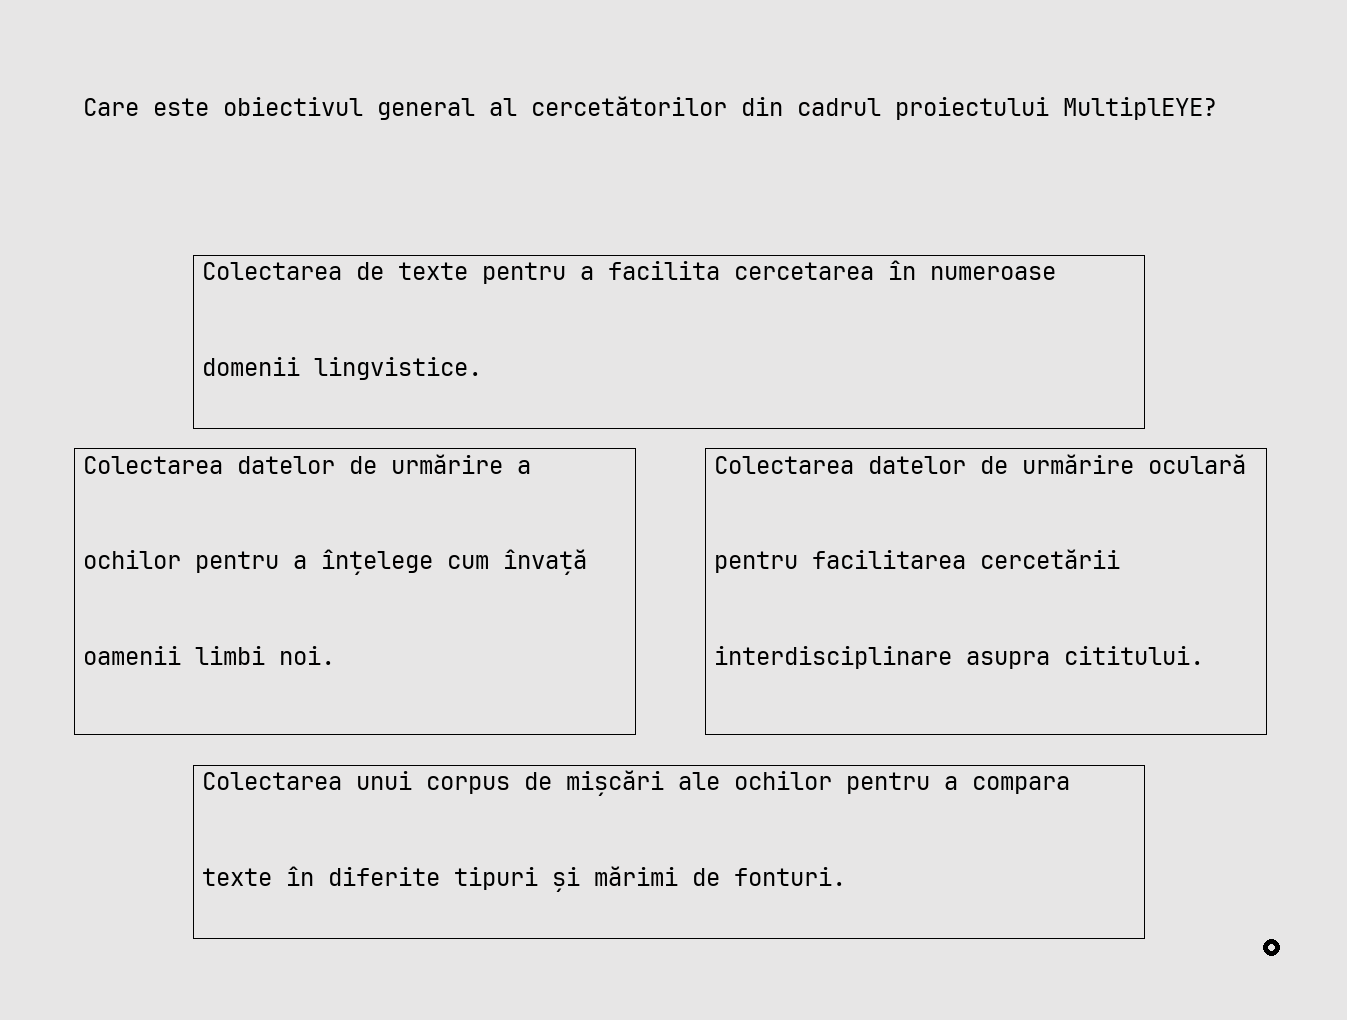 Care este obiectivul general al cercetătorilor din cadrul proiectului MultiplEYE?
Colectarea de texte pentru a facilita cercetarea în numeroase
domenii lingvistice.
Colectarea datelor de urmărire a
ochilor pentru a înțelege cum învață
oamenii limbi noi.
Colectarea datelor de urmărire oculară
pentru facilitarea cercetării
interdisciplinare asupra cititului.
Colectarea unui corpus de mișcări ale ochilor pentru a compara
texte în diferite tipuri și mărimi de fonturi.